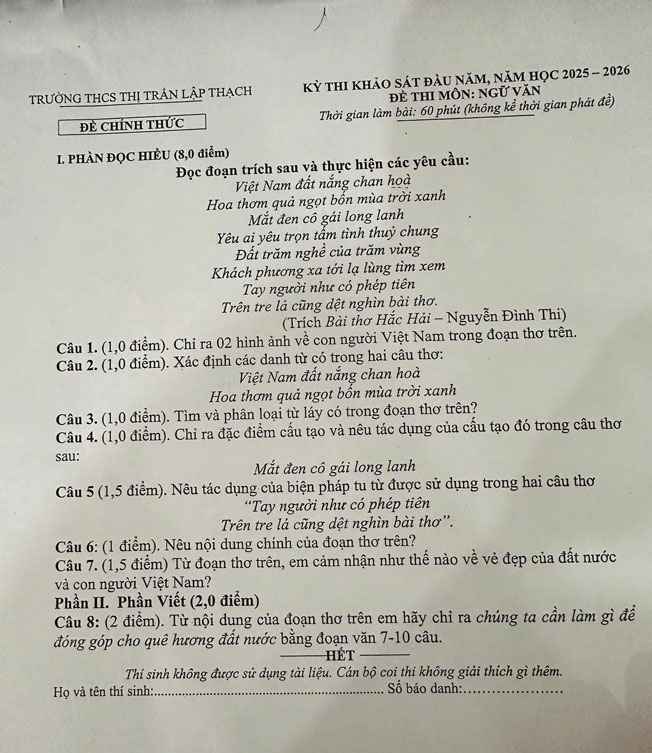 TRƯỜNG THCS THỊ TRẤN LẬP THẠCH
ĐỀ CHÍNH THỨC
KỲ THI KHẢO SÁT ĐẦU NĂM, NĂM HỌC 2025 – 2026
ĐỀ THI MÔN: NGỮ VĂN
Thời gian làm bài: 60 phút (không kể thời gian phát đề)
I. PHẦN ĐỌC HIỂU (8,0 điểm)
Đọc đoạn trích sau và thực hiện các yêu cầu:
Việt Nam đất nắng chan hoà
Hoa thơm quả ngọt bốn mùa trời xanh
Mắt đen cô gái long lanh
Yêu ai yêu trọn tấm tình thuỷ chung
Đất trăm nghề của trăm vùng
Khách phương xa tới lạ lùng tìm xem
Tay người như có phép tiên
Trên tre lá cũng dệt nghìn bài thơ.
(Trích Bài thơ Hắc Hải – Nguyễn Đình Thi)
Câu 1. (1,0 điểm). Chỉ ra 02 hình ảnh về con người Việt Nam trong đoạn thơ trên.
Câu 2. (1,0 điểm). Xác định các danh từ có trong hai câu thơ:
Việt Nam đất nắng chan hoà
Hoa thơm quả ngọt bốn mùa trời xanh
Câu 3. (1,0 điểm). Tìm và phân loại từ láy có trong đoạn thơ trên?
Câu 4. (1,0 điểm). Chỉ ra đặc điểm cấu tạo và nêu tác dụng của cấu tạo đó trong câu thơ
sau:
Mắt đen cô gái long lanh
Câu 5 (1,5 điểm). Nêu tác dụng của biện pháp tu từ được sử dụng trong hai câu thơ
“Tay người như có phép tiên
Trên tre lá cũng dệt nghìn bài thơ”.
Câu 6: (1 điểm). Nêu nội dung chính của đoạn thơ trên?
Câu 7. (1,5 điểm) Từ đoạn thơ trên, em cảm nhận như thế nào về vẻ đẹp của đất nước
và con người Việt Nam?
Phần II. Phần Viết (2,0 điểm)
Câu 8: (2 điểm). Từ nội dung của đoạn thơ trên em hãy chỉ ra chúng ta cần làm gì để
đóng góp cho quê hương đất nước bằng đoạn văn 7-10 câu.
HẾT
Thí sinh không được sử dụng tài liệu. Cán bộ coi thi không giải thích gì thêm.
Họ và tên thí sinh:.................................................... Số báo danh:......................